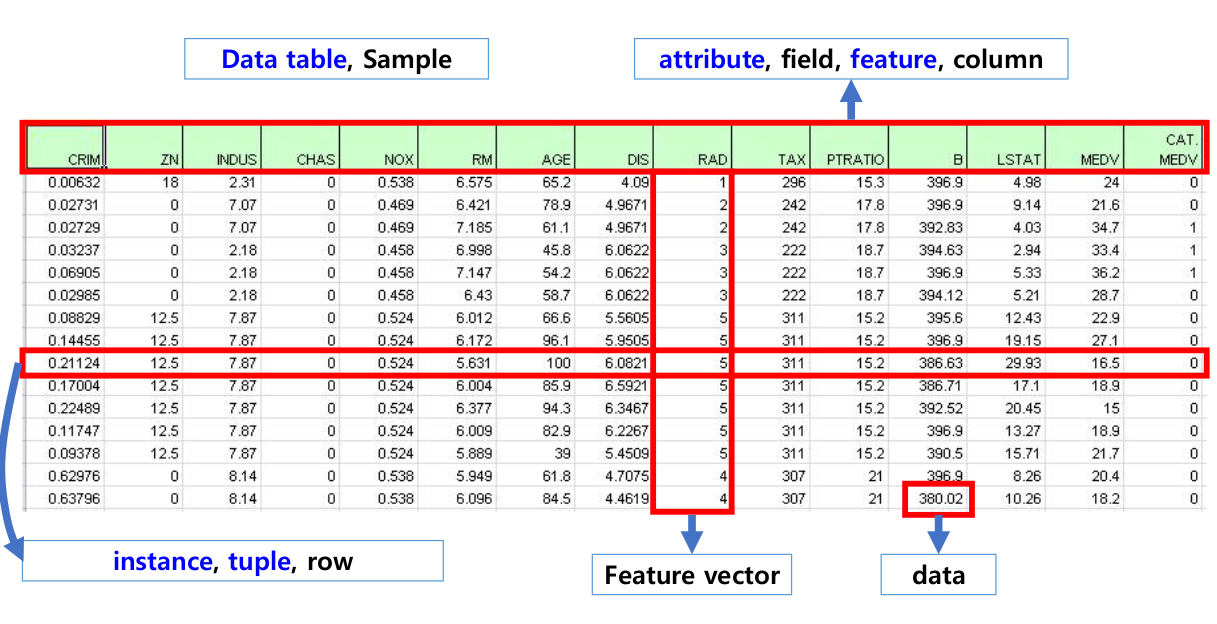 Data table, Sample
attribute, field, feature, column
CRIM ZN INDUS CHAS NOX RM AGE DIS RAD TAX PTRATIO B LSTAT MEDV CAT. MEDV
0.00632 18 2.31 0 0.538 6.575 65.2 4.09 1 296 15.3 396.9 4.98 24 0
0.02731 0 7.07 0 0.469 6.421 78.9 4.9671 2 242 17.8 396.9 9.14 21.6 0
0.02729 0 7.07 0 0.469 7.185 61.1 4.9671 2 242 17.8 392.83 4.03 34.7 1
0.03237 0 2.18 0 0.458 6.998 45.8 6.0622 3 222 18.7 394.63 2.94 33.4 1
0.06905 0 2.18 0 0.458 7.147 54.2 6.0622 3 222 18.7 396.9 5.33 36.2 1
0.02985 0 2.18 0 0.458 6.43 58.7 6.0622 3 222 18.7 394.12 5.21 28.7 0
0.08829 12.5 7.87 0 0.524 6.012 66.6 5.5605 5 311 15.2 395.6 12.43 22.9 0
0.14455 12.5 7.87 0 0.524 6.172 96.1 5.9505 5 311 15.2 396.9 19.15 27.1 0
0.21124 12.5 7.87 0 0.524 5.631 100 6.0821 5 311 15.2 386.63 29.93 16.5 0
0.17004 12.5 7.87 0 0.524 6.004 85.9 6.5921 5 311 15.2 386.71 17.1 18.9 0
0.22489 12.5 7.87 0 0.524 6.377 94.3 6.3467 5 311 15.2 392.52 20.45 15 0
0.11747 12.5 7.87 0 0.524 6.009 82.9 6.2267 5 311 15.2 396.9 13.27 18.9 0
0.09378 12.5 7.87 0 0.524 5.889 39 5.4509 5 311 15.2 390.5 15.71 21.7 0
0.62976 0 8.14 0 0.538 5.949 61.8 4.7075 4 307 21 396.9 8.26 20.4 0
0.63796 0 8.14 0 0.538 6.096 84.5 4.4619 4 307 21 380.02 10.26 18.2 0
instance, tuple, row
Feature vector
data